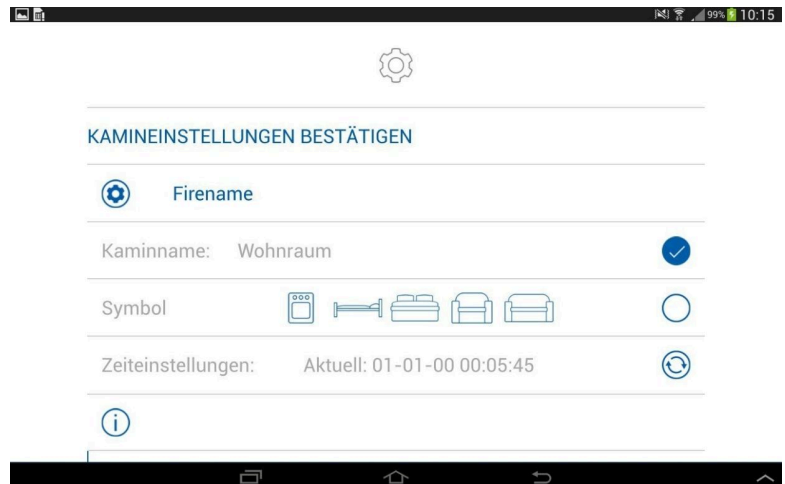 99% 10:15
KAMINEINSTELLUNGEN BESTÄTIGEN
Firename
Kaminname: Wohnraum
Symbol
Zeiteinstellungen: Aktuell: 01-01-00 00:05:45
i